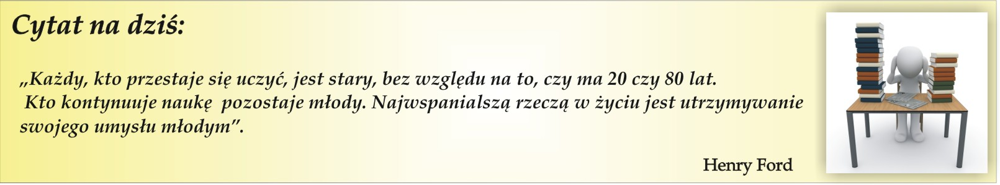 Cytat na dziś:
„Każdy, kto przestaje się uczyć, jest stary, bez względu na to, czy ma 20 czy 80 lat.
Kto kontynuuje naukę pozostaje młody. Najwspanialszą rzeczą w życiu jest utrzymywanie
swojego umysłu młodym”.
Henry Ford